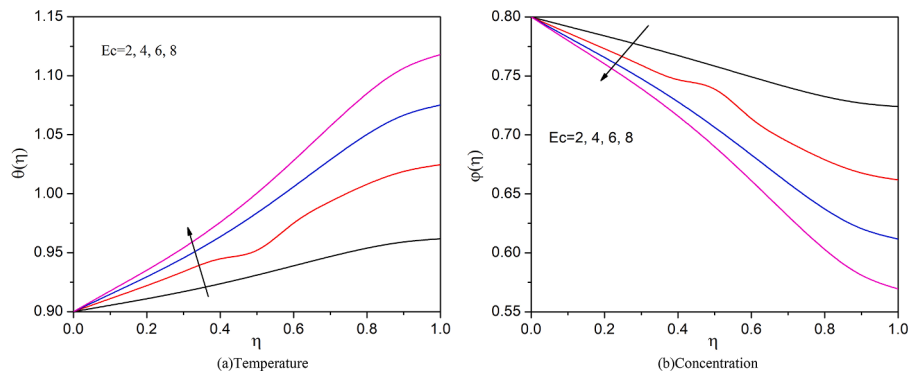 1.15
1.10
1.05
1.00
0.95
0.90
θ(η)
Ec=2, 4, 6, 8
0.0 0.2 0.4 0.6 0.8 1.0
η
(a)Temperature
0.80
0.75
0.70
0.65
0.60
0.55
φ(η)
Ec=2, 4, 6, 8
0.0 0.2 0.4 0.6 0.8 1.0
η
(b)Concentration